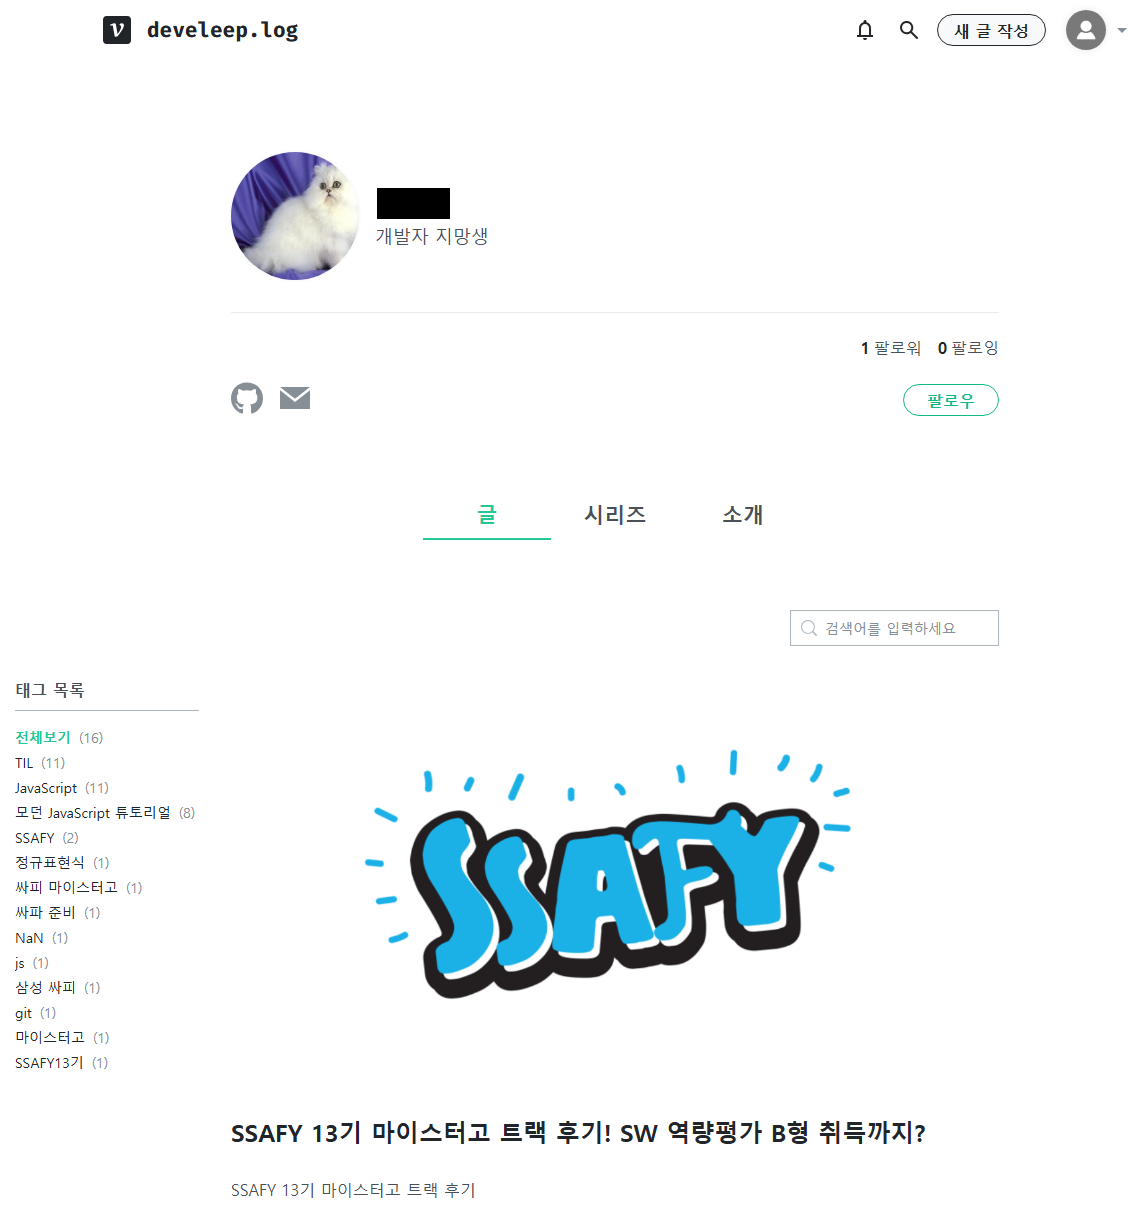 develeep.log
새 글 작성
개발자 지망생
1 팔로워 0 팔로잉
팔로우
글 시리즈 소개
검색어를 입력하세요
태그 목록
전체보기 (16)
TIL (11)
JavaScript (11)
모던 JavaScript 튜토리얼 (8)
SSAFY (2)
정규표현식 (1)
싸피 마이스터고 (1)
싸파 준비 (1)
NaN (1)
js (1)
삼성 싸피 (1)
git (1)
마이스터고 (1)
SSAFY13기 (1)
SSAFY
SSAFY 13기 마이스터고 트랙 후기! SW 역량평가 B형 취득까지?
SSAFY 13기 마이스터고 트랙 후기